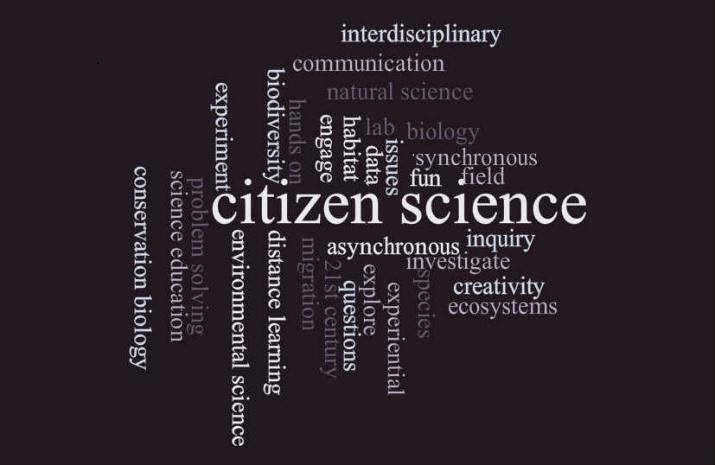 interdisciplinary
communication
natural science
biodiversity
experiment
hands on
engage
habitat
lab
data
issues
biology
synchronous
fun
field
citizen science
conservation biology
science education
problem solving
environmental science
distance learning
migration
21st century
asynchronous
inquiry
investigate
questions
explore
experiential
species
creativity
ecosystems